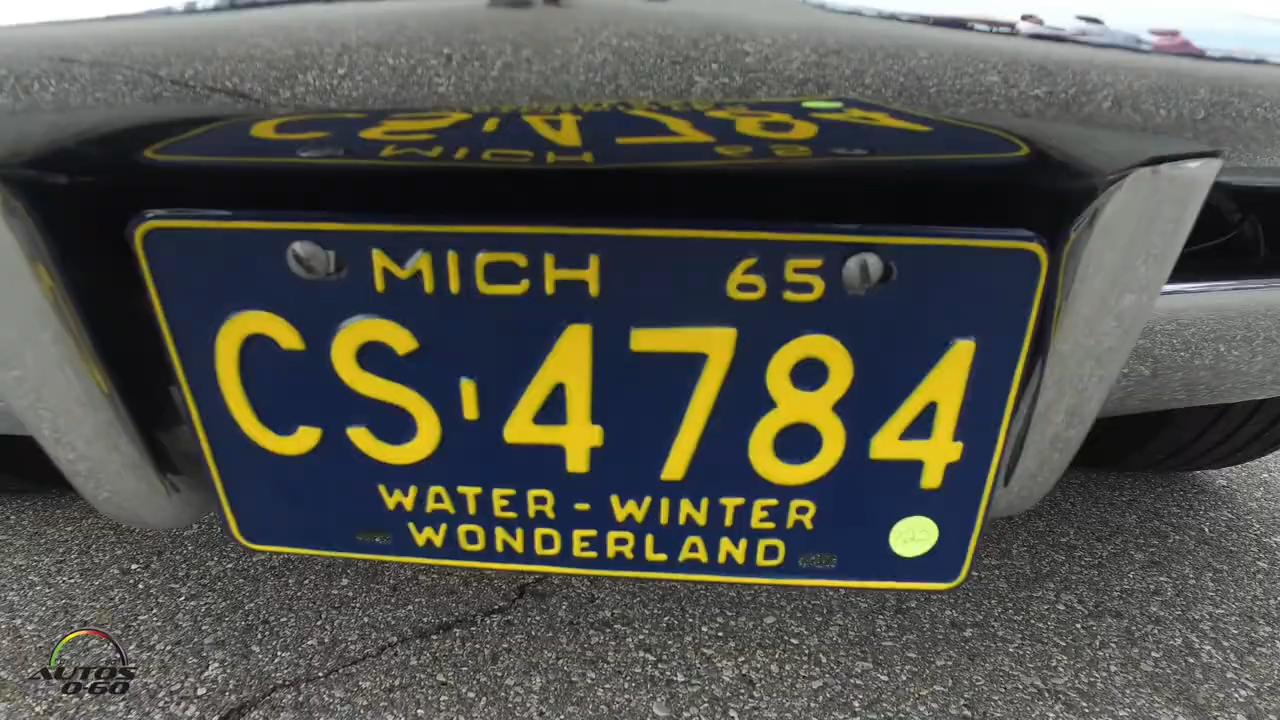 MICH 65
CS-4784
WATER-WINTER
WONDERLAND
AUTOS
0-60